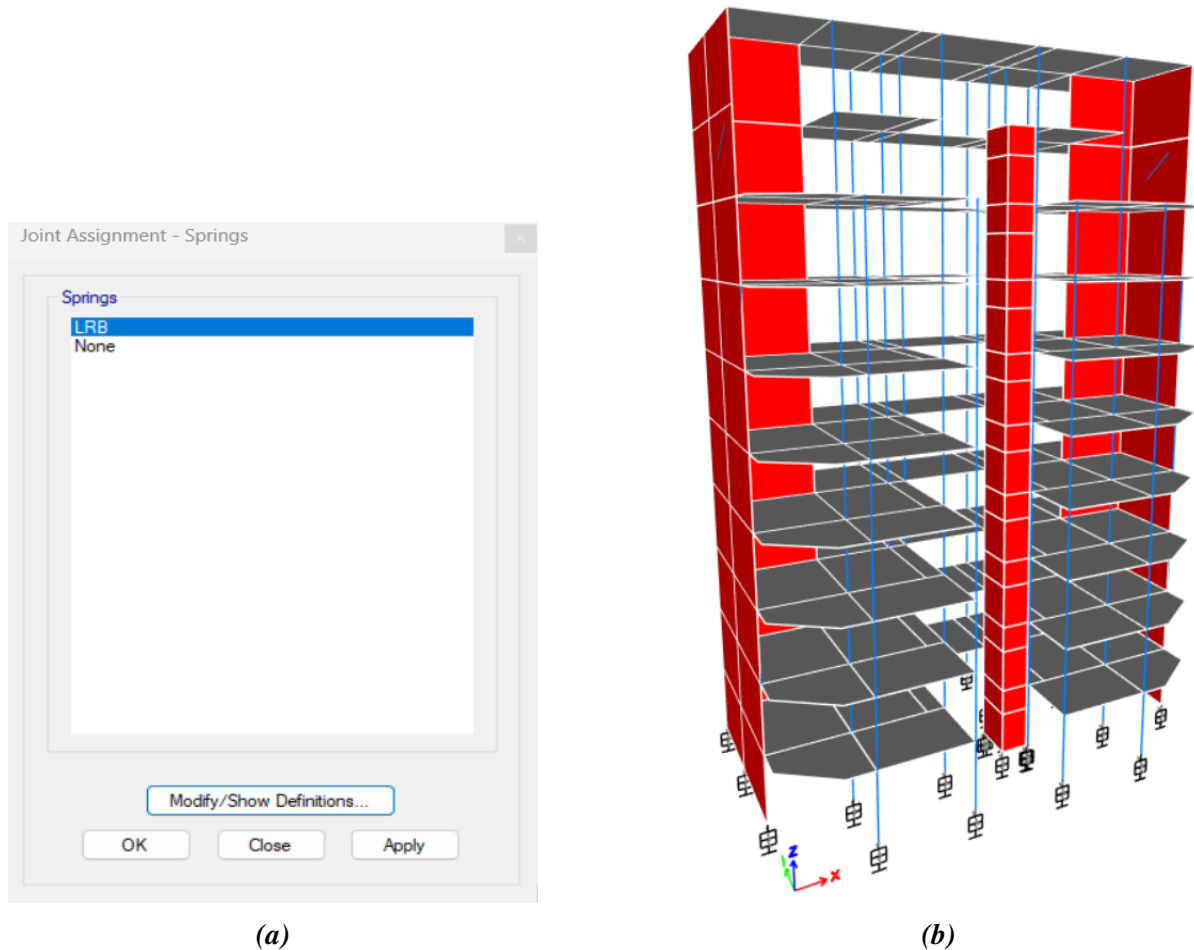 Joint Assignment - Springs
Springs
LRB
None
Modify/Show Definitions...
OK Close Apply
Z
X
(a) (b)